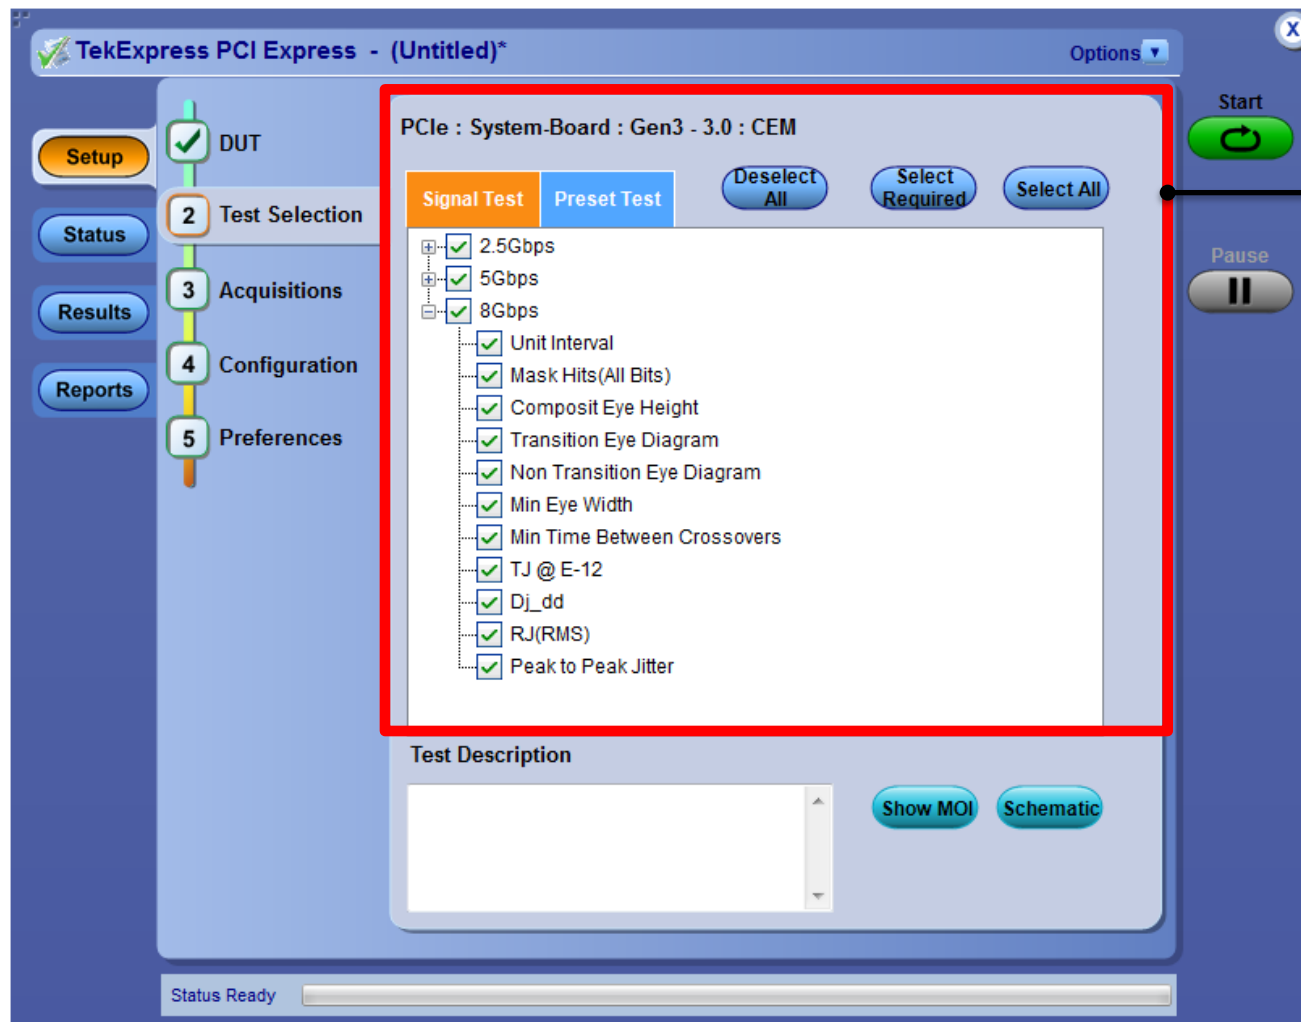 TekExpress PCI Express - (Untitled)*
Options
X
Start
Pause
Setup
Status
Results
Reports
DUT
2 Test Selection
3 Acquisitions
4 Configuration
5 Preferences
PCIe : System-Board : Gen3 - 3.0 : CEM
Signal Test
Preset Test
Deselect
All
Select
Required
Select All
2.5Gbps
5Gbps
8Gbps
Unit Interval
Mask Hits(All Bits)
Composit Eye Height
Transition Eye Diagram
Non Transition Eye Diagram
Min Eye Width
Min Time Between Crossovers
TJ @ E-12
Dj_dd
RJ(RMS)
Peak to Peak Jitter
Test Description
Show MOI
Schematic
Status Ready